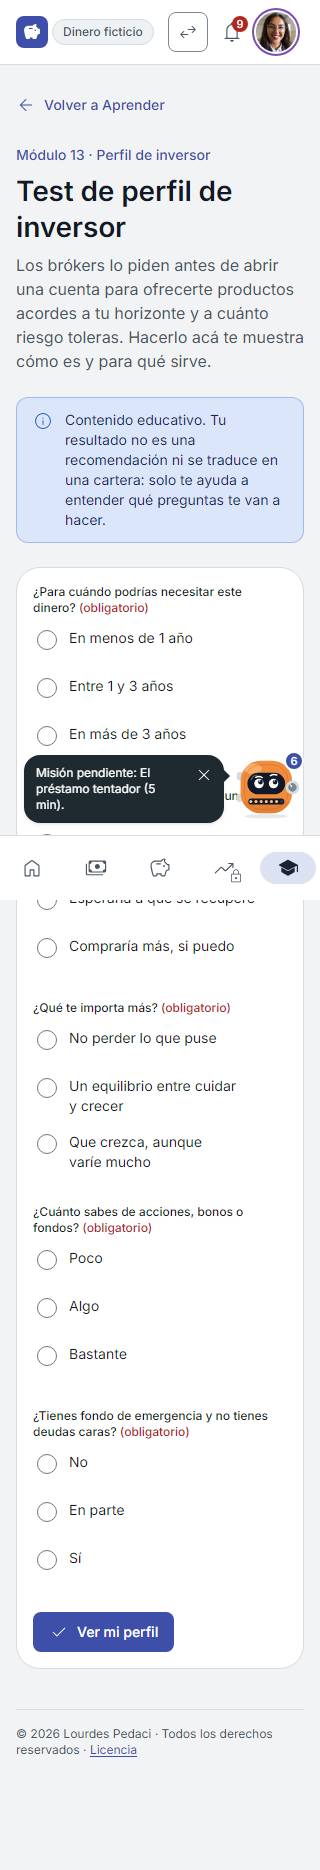 Dinero ficticio
9
Volver a Aprender
Módulo 13 · Perfil de inversor
Test de perfil de
inversor
Los brókers lo piden antes de abrir
una cuenta para ofrecerte productos
acordes a tu horizonte y a cuánto
riesgo toleras. Hacerlo acá te muestra
cómo es y para qué sirve.
Contenido educativo. Tu
resultado no es una
recomendación ni se traduce en
una cartera: solo te ayuda a
entender qué preguntas te van a
hacer.
¿Para cuándo podrías necesitar este
dinero? (obligatorio)
En menos de 1 año
Entre 1 y 3 años
En más de 3 años
Misión pendiente: El
préstamo tentador (5
min).
6
Esperaría a que se recupere
Compraría más, si puedo
¿Qué te importa más? (obligatorio)
No perder lo que puse
Un equilibrio entre cuidar
y crecer
Que crezca, aunque
varíe mucho
¿Cuánto sabes de acciones, bonos o
fondos? (obligatorio)
Poco
Algo
Bastante
¿Tienes fondo de emergencia y no tienes
deudas caras? (obligatorio)
No
En parte
Sí
Ver mi perfil
© 2026 Lourdes Pedaci · Todos los derechos
reservados · Licencia